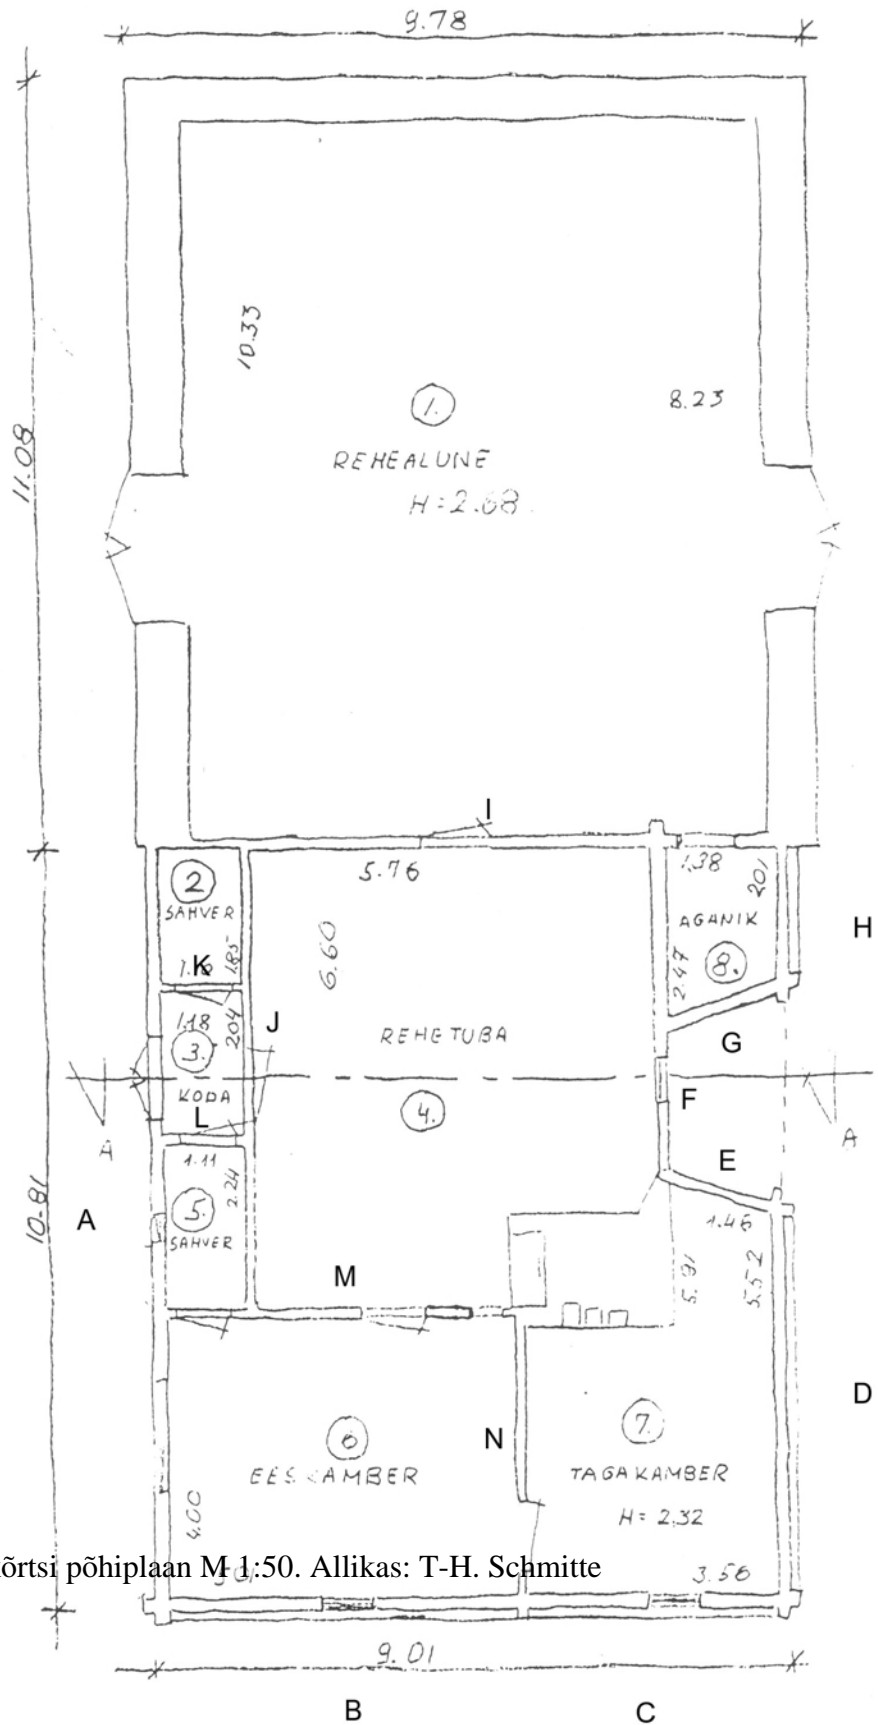 9.78
10.33
1.
8.23
REHEALUNE
H=2.68
11.08
I
5.76
1.38
201
2
SAHVER
6.60
AGANIK
H
8.
2.47
1.85
K
1.18
204
J
3.
REHETUBA
G
KODA
F
L
4.
A
A
1.11
E
2.24
10.81
A
5.
1.46
SAHVER
M
5.91
5.52
D
6
N
7.
EESKAMBER
TAGAKAMBER
4.00
H= 2.32
õrtsi põhiplaan M 1:50. Allikas: T-H. Schmitte
3.56
9.01
B
C